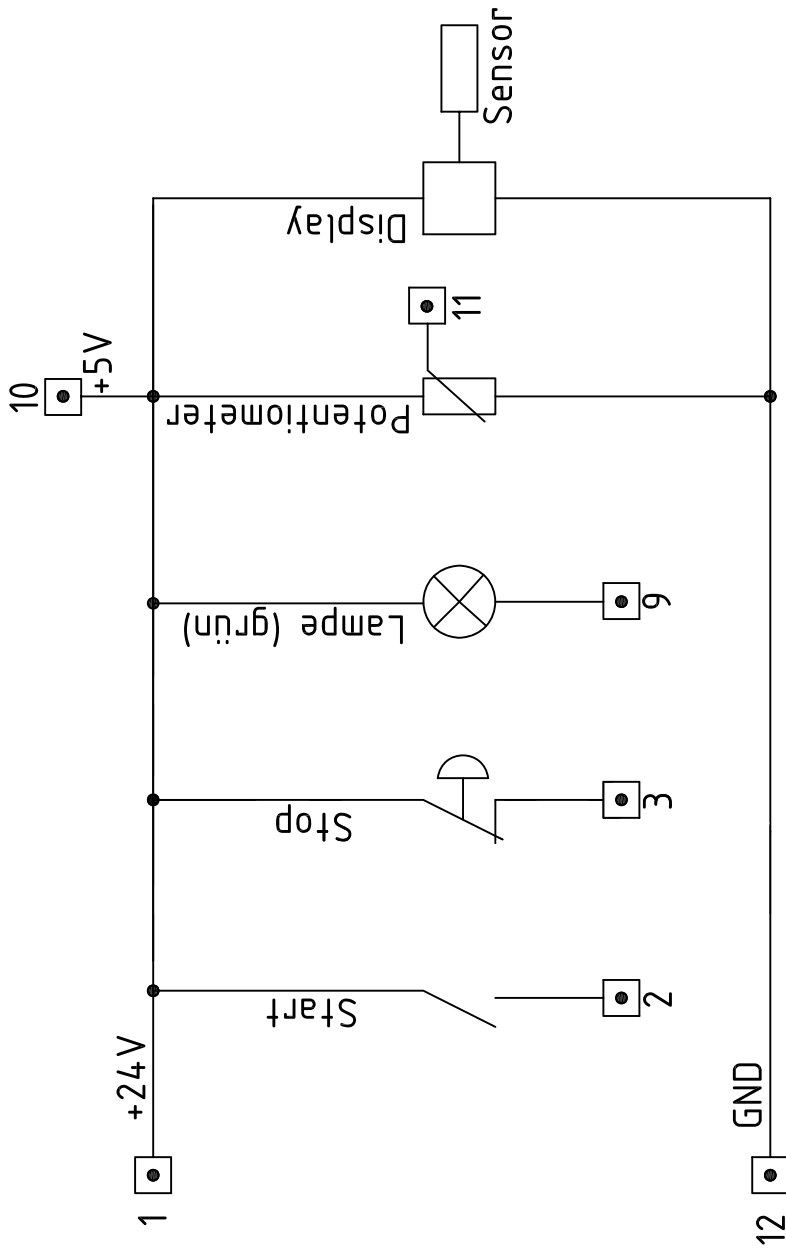 1
+24V
10
+5V
Start
Stop
Lampe (grün)
Potentiometer
Display
Sensor
11
2
3
9
12
GND